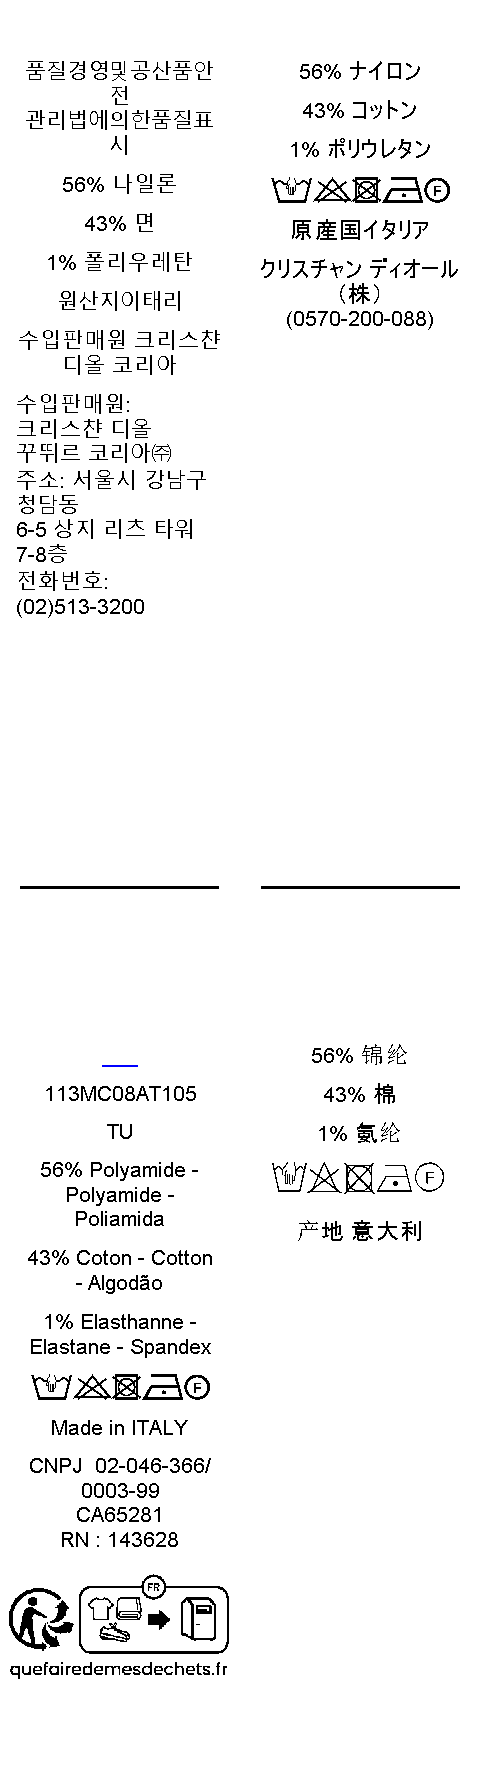 품질경영및공산품안
전
관리법에의한품질표
시
56% 나일론
43% 면
1% 폴리우레탄
원산지이태리
수입판매원 크리스챤
디올 코리아
수입판매원:
크리스챤 디올
꾸뛰르 코리아㈜
주소: 서울시 강남구
청담동
6-5 상지 리츠 타워
7-8층
전화번호:
(02)513-3200
56% ナイロン
43% コットン
1% ポリウレタン
F
原産国イタリア
クリスチャン ディオール
（株）
(0570-200-088)
113MC08AT105
TU
56% Polyamide -
Polyamide -
Poliamida
43% Coton - Cotton
- Algodão
1% Elasthanne -
Elastane - Spandex
F
Made in ITALY
CNPJ 02-046-366/
0003-99
CA65281
RN : 143628
FR
quefairedemesdechets.fr
56% 锦纶
43% 棉
1% 氨纶
F
产地 意大利